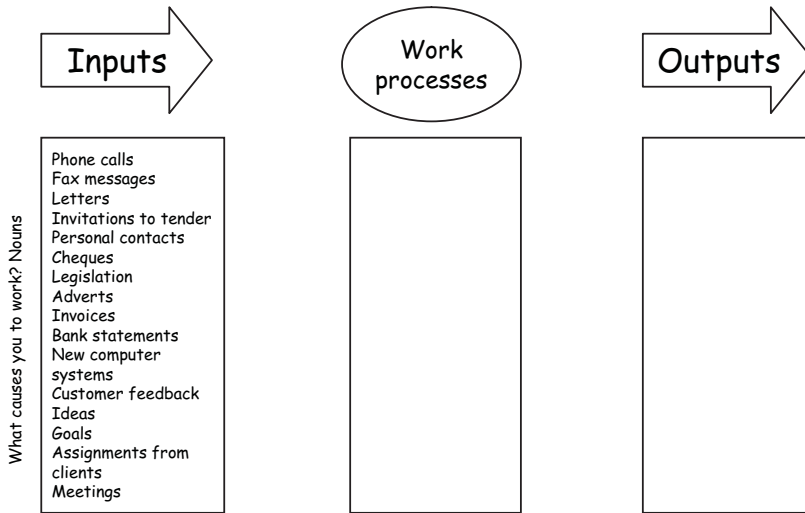 Inputs
Work
processes
Outputs
What causes you to work? Nouns
Phone calls
Fax messages
Letters
Invitations to tender
Personal contacts
Cheques
Legislation
Adverts
Invoices
Bank statements
New computer
systems
Customer feedback
Ideas
Goals
Assignments from
clients
Meetings